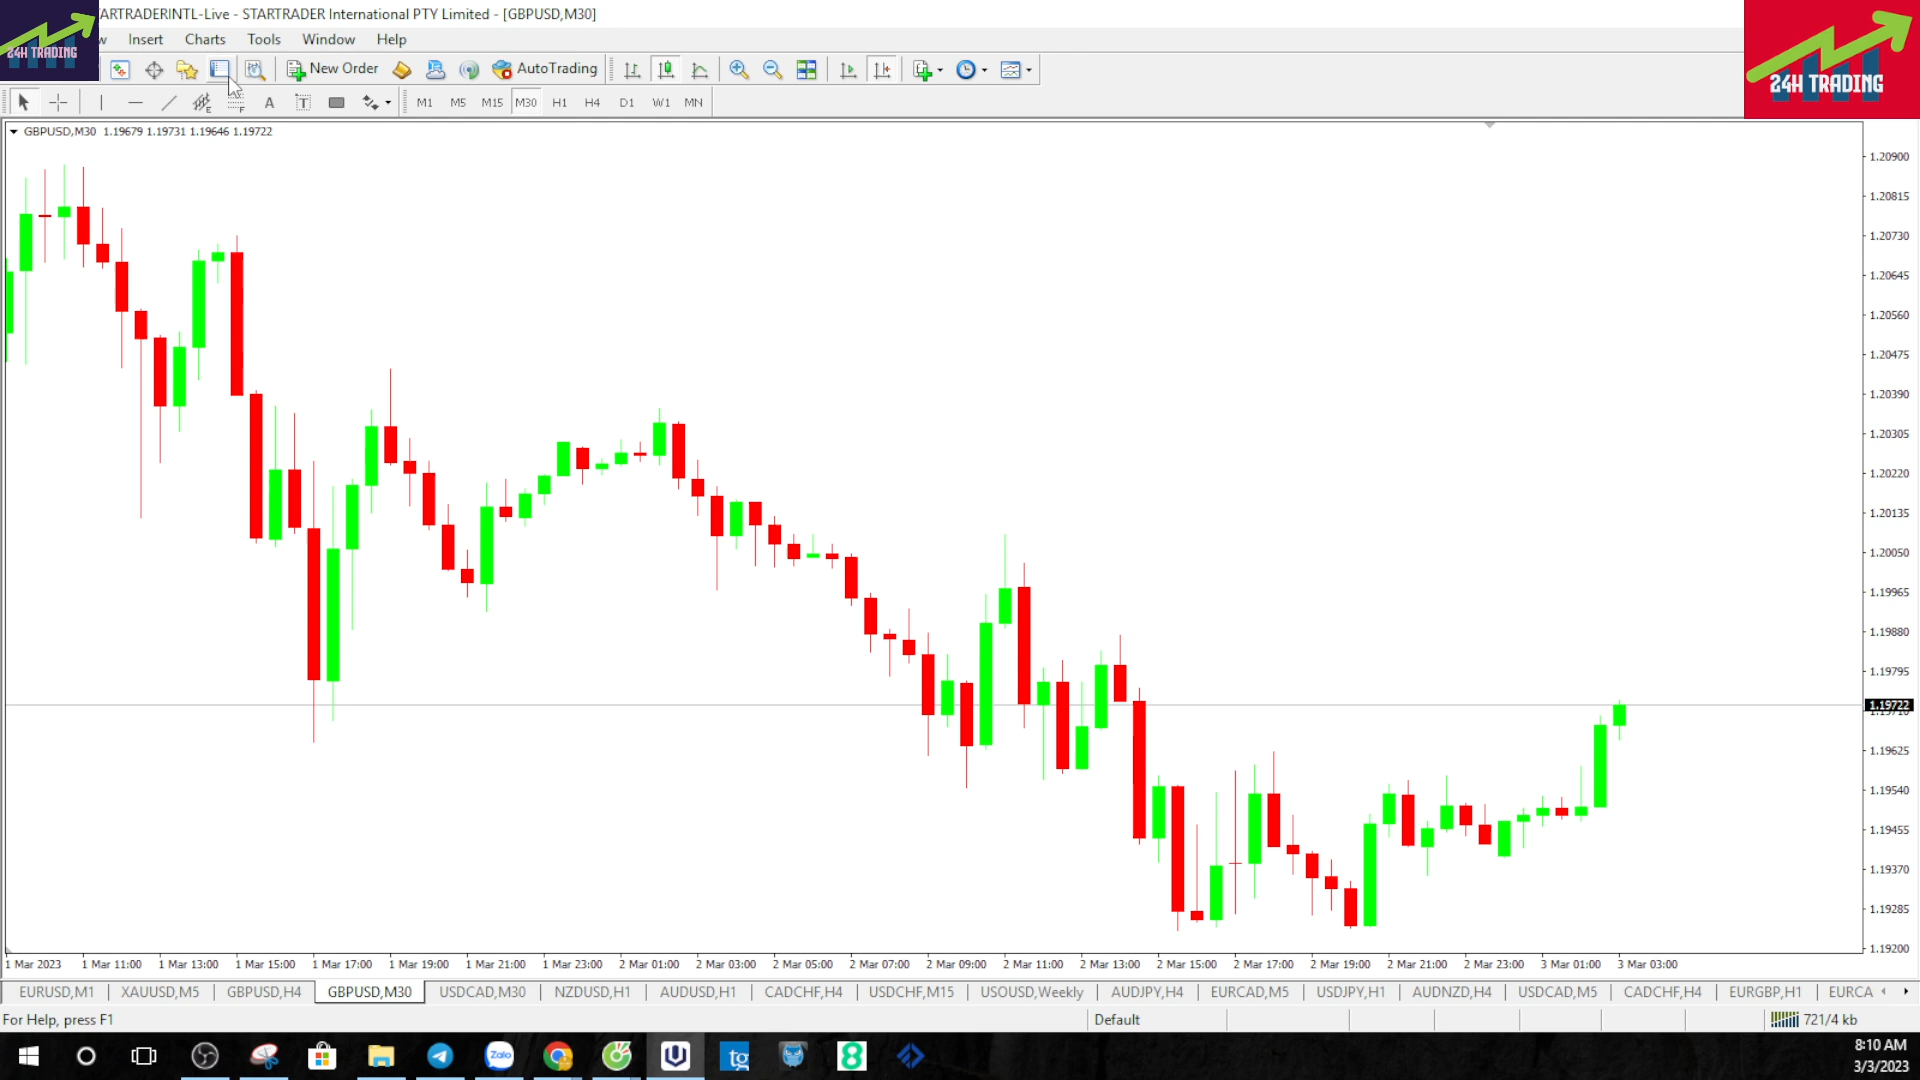 ARTRADERINTL-Live - STARTRADER International PTY Limited - [GBPUSD,M30]
24H TRADING
Insert Charts Tools Window Help
New Order AutoTrading
24H TRADING
A T M1 M5 M15 M30 H1 H4 D1 W1 MN
GBPUSD,M30 1.19679 1.19731 1.19646 1.19722
1.20900
1.20815
1.20730
1.20645
1.20560
1.20475
1.20390
1.20305
1.20220
1.20135
1.20050
1.19965
1.19880
1.19795
1.19722
1.19710
1.19625
1.19540
1.19455
1.19370
1.19285
1.19200
1 Mar 2023 1 Mar 11:00 1 Mar 13:00 1 Mar 15:00 1 Mar 17:00 1 Mar 19:00 1 Mar 21:00 1 Mar 23:00 2 Mar 01:00 2 Mar 03:00 2 Mar 05:00 2 Mar 07:00 2 Mar 09:00 2 Mar 11:00 2 Mar 13:00 2 Mar 15:00 2 Mar 17:00 2 Mar 19:00 2 Mar 21:00 2 Mar 23:00 3 Mar 01:00 3 Mar 03:00
EURUSD,M1 XAUUSD,M5 GBPUSD,H4 GBPUSD,M30 USDCAD,M30 NZDUSD,H1 AUDUSD,H1 CADCHF,H4 USDCHF,M15 USOUSD,Weekly AUDJPY,H4 EURCAD,M5 USDJPY,H1 AUDNZD,H4 USDCAD,M5 CADCHF,H4 EURGBP,H1 EURCA
For Help, press F1 Default 721/4 kb
Zalo tg 8
8:10 AM
3/3/2023